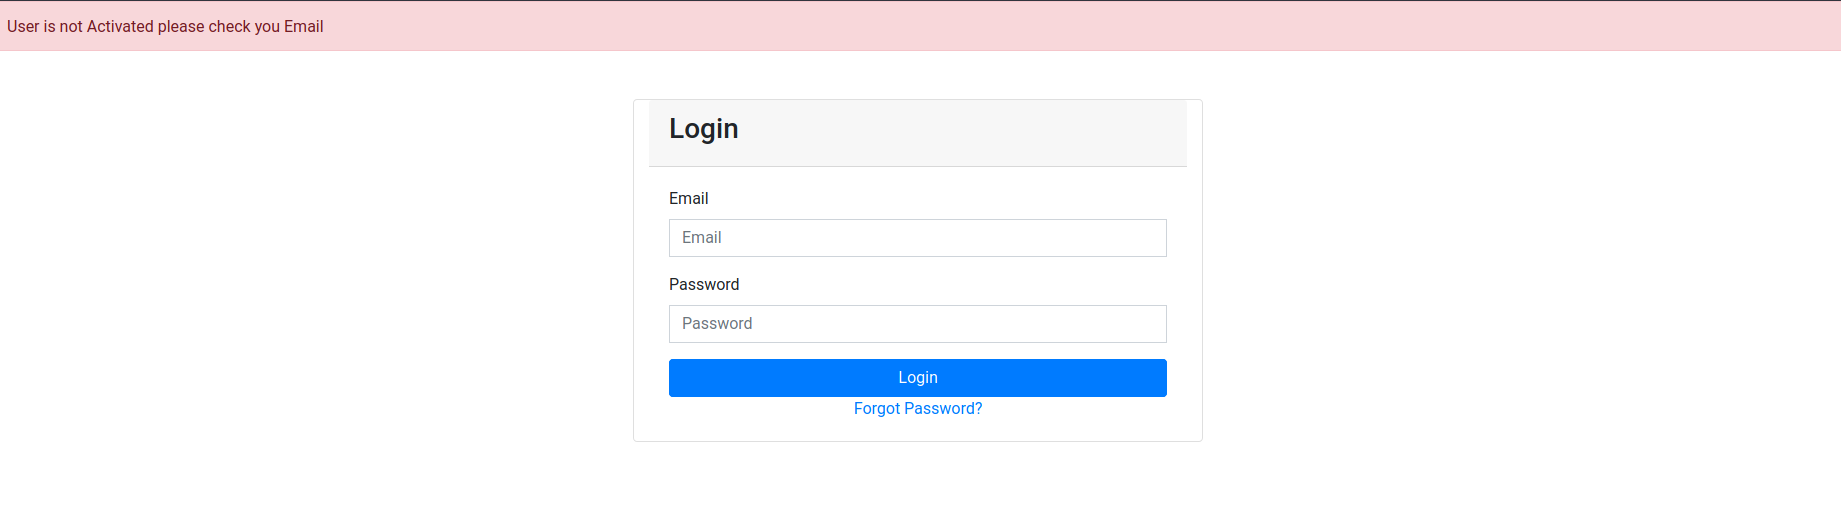 User is not Activated please check you Email
Login
Email
Email
Password
Password
Login
Forgot Password?